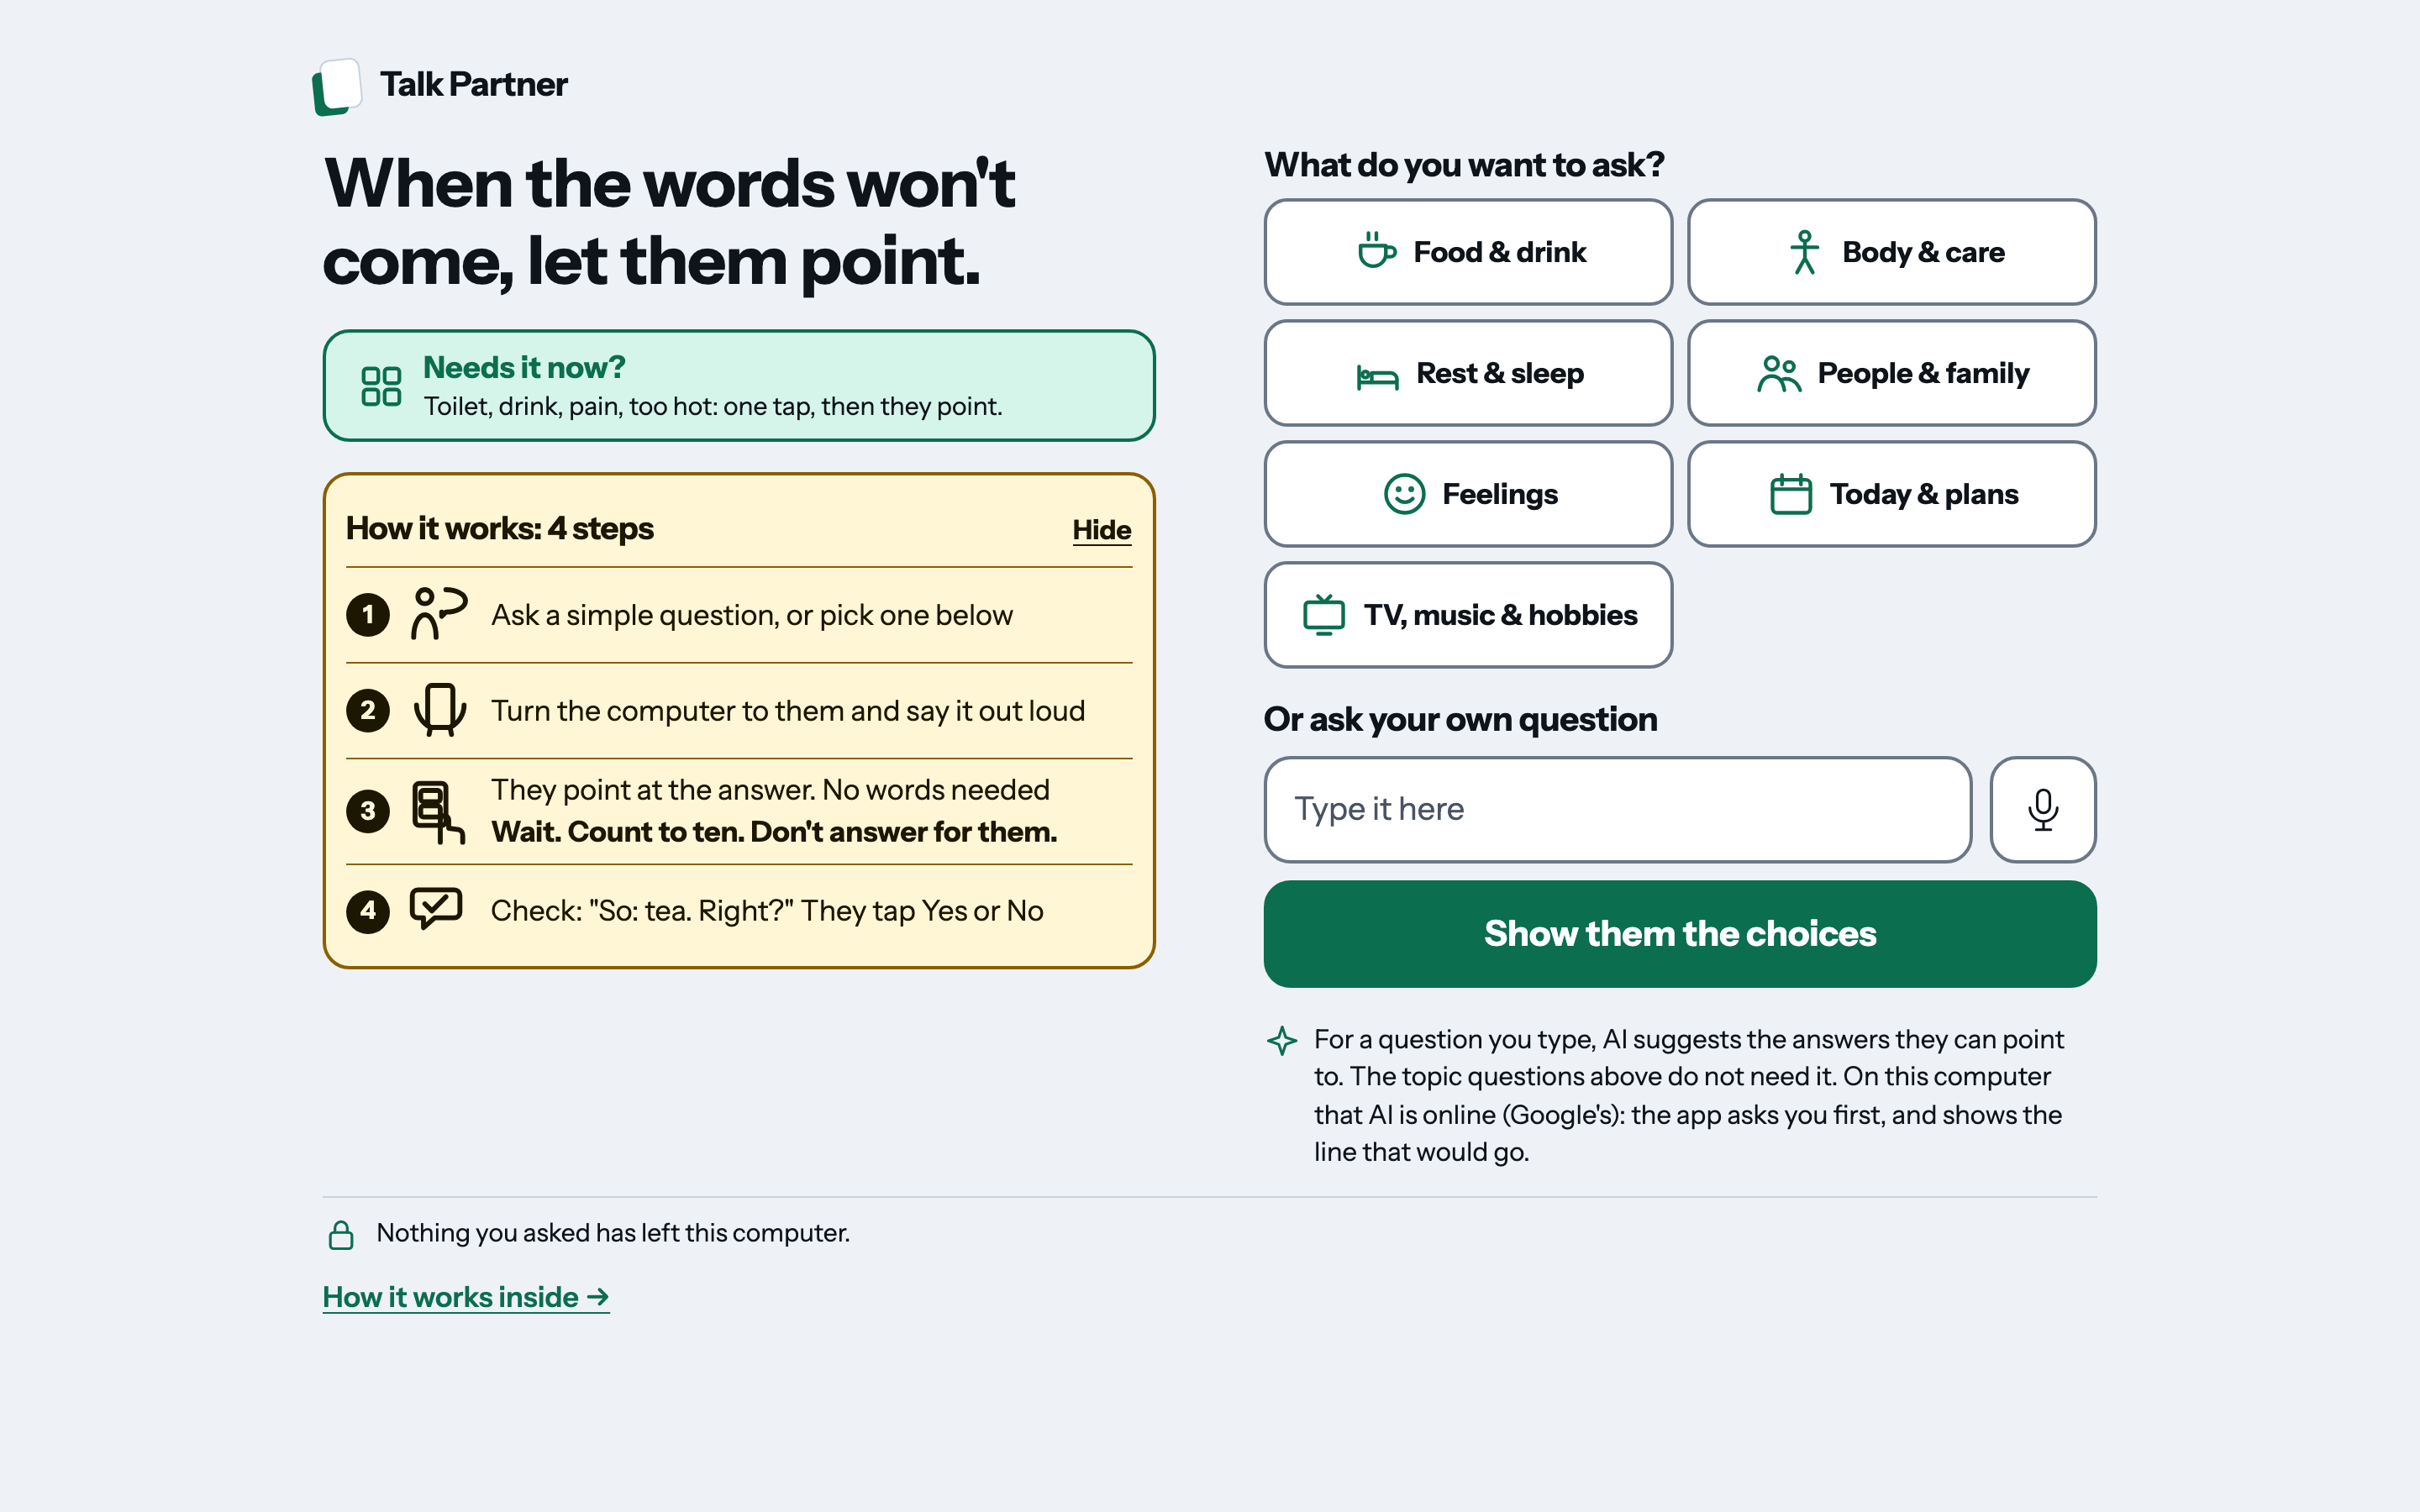 Talk Partner
When the words won't
come, let them point.
Needs it now?
Toilet, drink, pain, too hot: one tap, then they point.
How it works: 4 steps
Hide
1 Ask a simple question, or pick one below
2 Turn the computer to them and say it out loud
3 They point at the answer. No words needed
Wait. Count to ten. Don't answer for them.
4 Check: "So: tea. Right?" They tap Yes or No
What do you want to ask?
Food & drink
Body & care
Rest & sleep
People & family
Feelings
Today & plans
TV, music & hobbies
Or ask your own question
Type it here
Show them the choices
For a question you type, AI suggests the answers they can point
to. The topic questions above do not need it. On this computer
that AI is online (Google's): the app asks you first, and shows the
line that would go.
Nothing you asked has left this computer.
How it works inside →